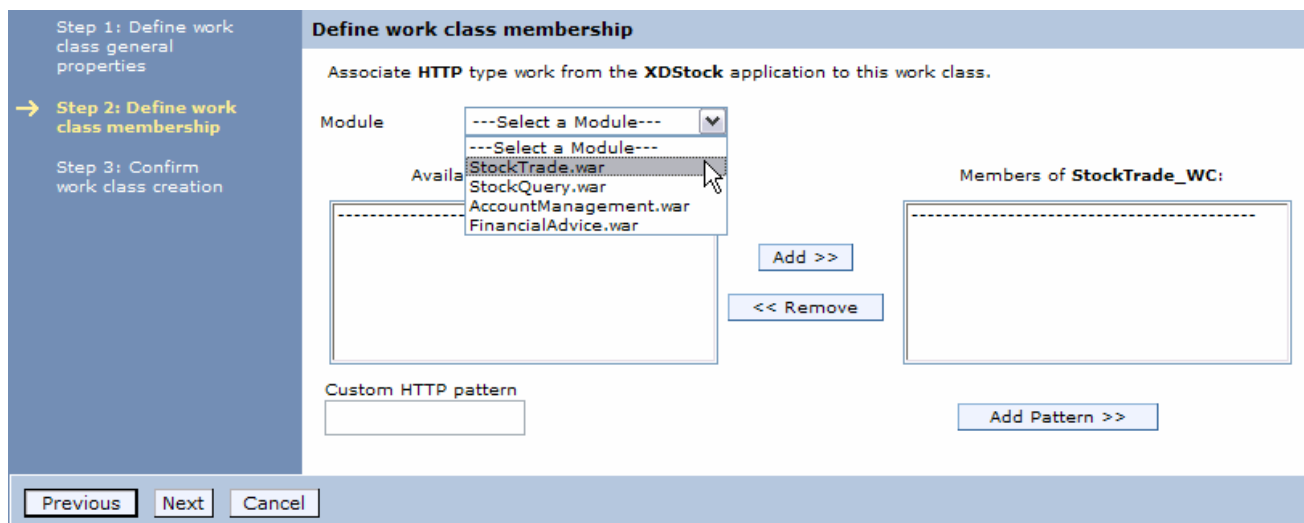 Step 1: Define work
class general
properties
Step 2: Define work
class membership
Step 3: Confirm
work class creation
Define work class membership
Associate HTTP type work from the XDStock application to this work class.
Module
---Select a Module---
---Select a Module---
StockTrade.war
StockQuery.war
AccountManagement.war
FinancialAdvice.war
Availa
Members of StockTrade_WC:
Add >>
<< Remove
Custom HTTP pattern
Add Pattern >>
Previous
Next
Cancel